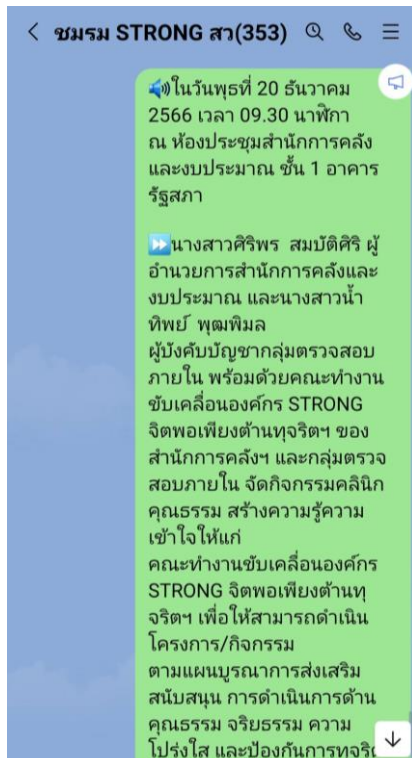 ชมรม STRONG สว(353)
ในวันพุธที่ 20 ธันวาคม
2566 เวลา 09.30 นาฬิกา
ณ ห้องประชุมสำนักการคลัง
และงบประมาณ ชั้น 1 อาคาร
รัฐสภา
นางสาวศิริพร สมบัติศิริ ผู้
อำนวยการสำนักการคลังและ
งบประมาณ และนางสาวน้ำ
ทิพย์ พุฒพิมล
ผู้บังคับบัญชากลุ่มตรวจสอบ
ภายใน พร้อมด้วยคณะทำงาน
ขับเคลื่อนองค์กร STRONG
จิตพอเพียงต้านทุจริตฯ ของ
สำนักการคลังฯ และกลุ่มตรวจ
สอบภายใน จัดกิจกรรมคลินิก
คุณธรรม สร้างความรู้ความ
เข้าใจให้แก่
คณะทำงานขับเคลื่อนองค์กร
STRONG จิตพอเพียงต้านทุ
จริตฯ เพื่อให้สามารถดำเนิน
โครงการ/กิจกรรม
ตามแผนบูรณาการส่งเสริม
สนับสนุน การดำเนินการด้าน
คุณธรรม จริยธรรม ความ
โปร่งใส และป้องกันการทุจริต